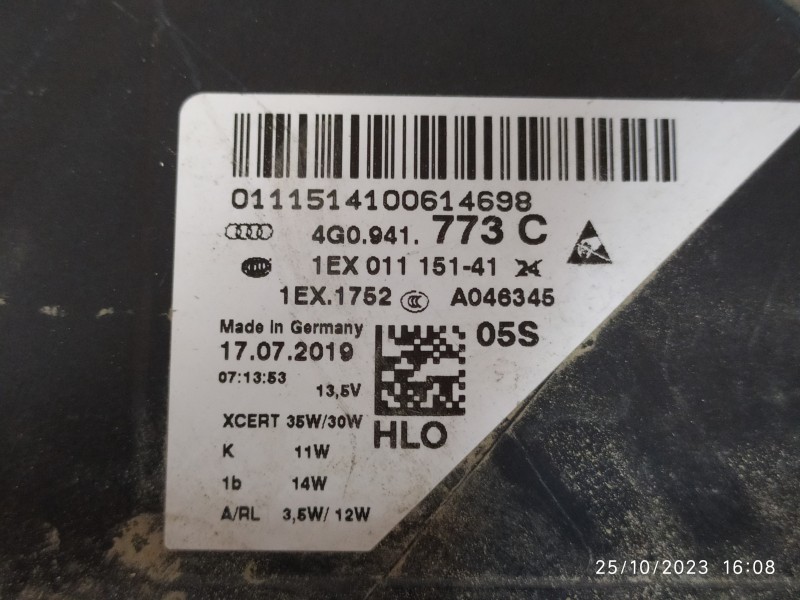 0111514100614698
4G0.941. 773 C
1EX 011 151-41
1EX.1752 CCC A046345
Made in Germany 05S
17.07.2019
07:13:53 13,5V
XCERT 35W/30W HLO
K 11W
1b 14W
A/RL 3,5W/ 12W
25/10/2023 16:08